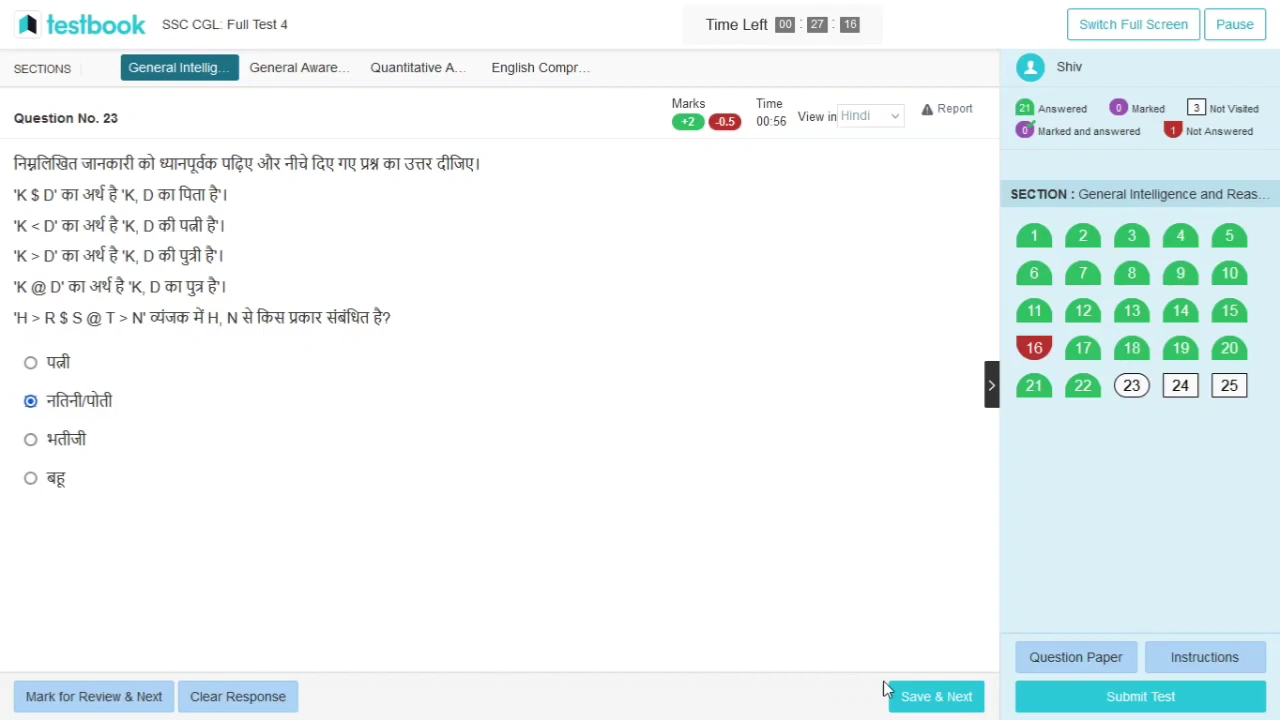 testbook SSC CGL: Full Test 4 Time Left 00 : 27 : 16 Switch Full Screen Pause
SECTIONS General Intellig... General Aware... Quantitative A... English Compr... Shiv
Question No. 23 Marks +2 -0.5 Time 00:56 View in Hindi Report
21 Answered 0 Marked 3 Not Visited
0 Marked and answered 1 Not Answered
निम्नलिखित जानकारी को ध्यानपूर्वक पढ़िए और नीचे दिए गए प्रश्न का उत्तर दीजिए।
'K $ D' का अर्थ है 'K, D का पिता है'।
'K < D' का अर्थ है 'K, D की पत्नी है'।
'K > D' का अर्थ है 'K, D की पुत्री है'।
'K @ D' का अर्थ है 'K, D का पुत्र है'।
'H > R $ S @ T > N' व्यंजक में H, N से किस प्रकार संबंधित है?
पत्नी
नतिनी/पोती
भतीजी
बहू
SECTION : General Intelligence and Reas...
1 2 3 4 5
6 7 8 9 10
11 12 13 14 15
16 17 18 19 20
21 22 23 24 25
>
Question Paper Instructions
Mark for Review & Next Clear Response Save & Next Submit Test